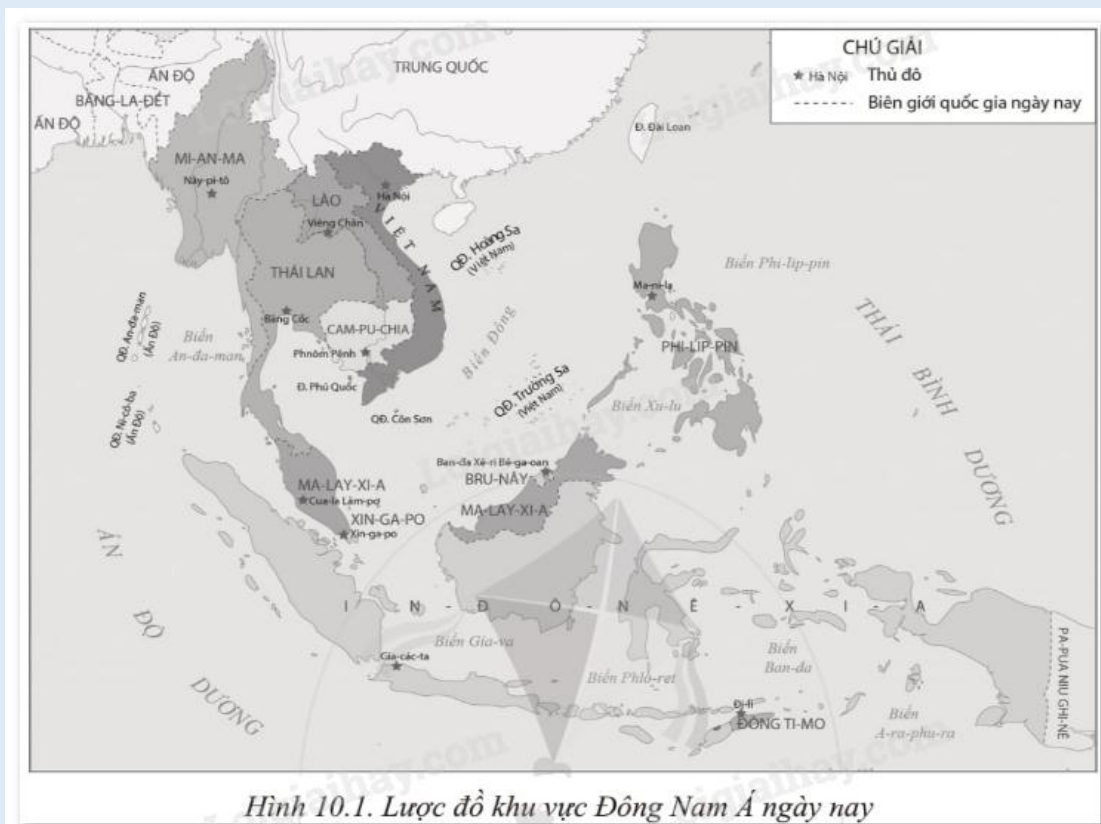 CHÚ GIẢI
Hà Nội Thủ đô
Biên giới quốc gia ngày nay
TRUNG QUỐC
ẤN ĐỘ
BĂNG-LA-ĐÉT
ẤN ĐỘ
Đ. Đài Loan
MI-AN-MA
Nây-pi-tô
Hà Nội
LÀO
Viêng Chăn
VIỆT NAM
QĐ. Hoàng Sa
(Việt Nam)
Biển Phi-líp-pin
THÁI LAN
Ma-ni-la
THÁI BÌNH DƯƠNG
QĐ. An-đa-man
(Ấn Độ)
Biển
An-đa-man
Băng Cốc
CAM-PU-CHIA
Biển Đông
PHI-LÍP-PIN
Phnôm Pênh
Đ. Phú Quốc
QĐ. Trường Sa
(Việt Nam)
QĐ. Ni-cô-ba
(Ấn Độ)
QĐ. Côn Sơn
Biển Xu-lu
Ban-đa Xê-ri Bê-ga-oan
BRU-NÂY
MA-LAY-XI-A
Cua-la Lăm-pơ
MA-LAY-XI-A
XIN-GA-PO
Xin-ga-po
ẤN ĐỘ DƯƠNG
IN-ĐÔ-NÊ-XI-A
Biển Gia-va
Gia-các-ta
Biển Phlô-ret
Biển
Ban-đa
PA-PUA NIU GHI-NÊ
Đi-li
ĐÔNG TI-MO
Biển
A-ra-phu-ra
Hình 10.1. Lược đồ khu vực Đông Nam Á ngày nay
Loigiaihay.com